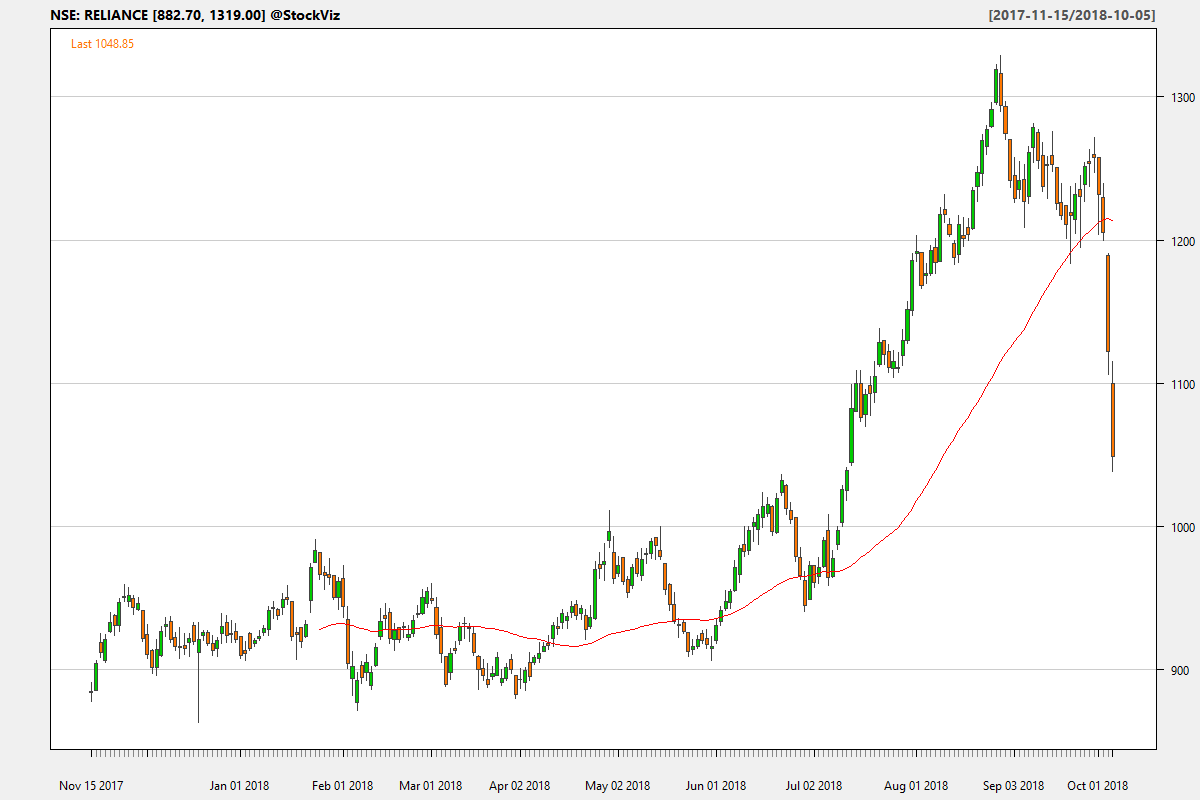 NSE: RELIANCE [882.70, 1319.00] @StockViz [2017-11-15/2018-10-05]
Last 1048.85
1300
1200
1100
1000
900
Nov 15 2017 Jan 01 2018 Feb 01 2018 Mar 01 2018 Apr 02 2018 May 02 2018 Jun 01 2018 Jul 02 2018 Aug 01 2018 Sep 03 2018 Oct 01 2018